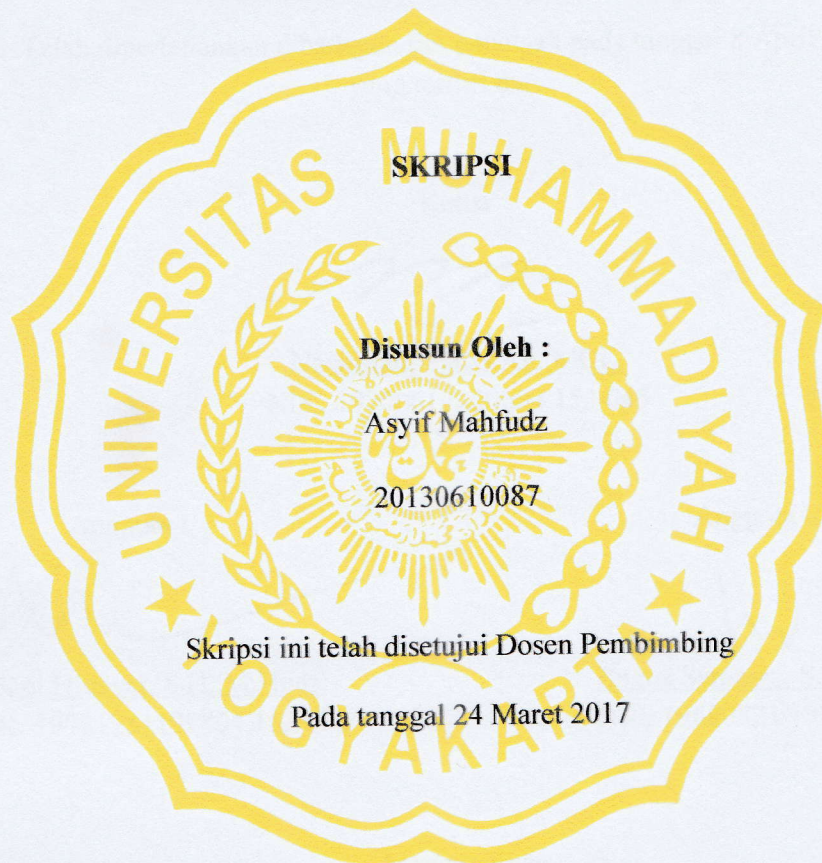 SKRIPSI
Disusun Oleh :
Asyif Mahfudz
20130610087
Skripsi ini telah disetujui Dosen Pembimbing
Pada tanggal 24 Maret 2017
UNIVERSITAS MUHAMMADIYAH
YOGYAKARTA